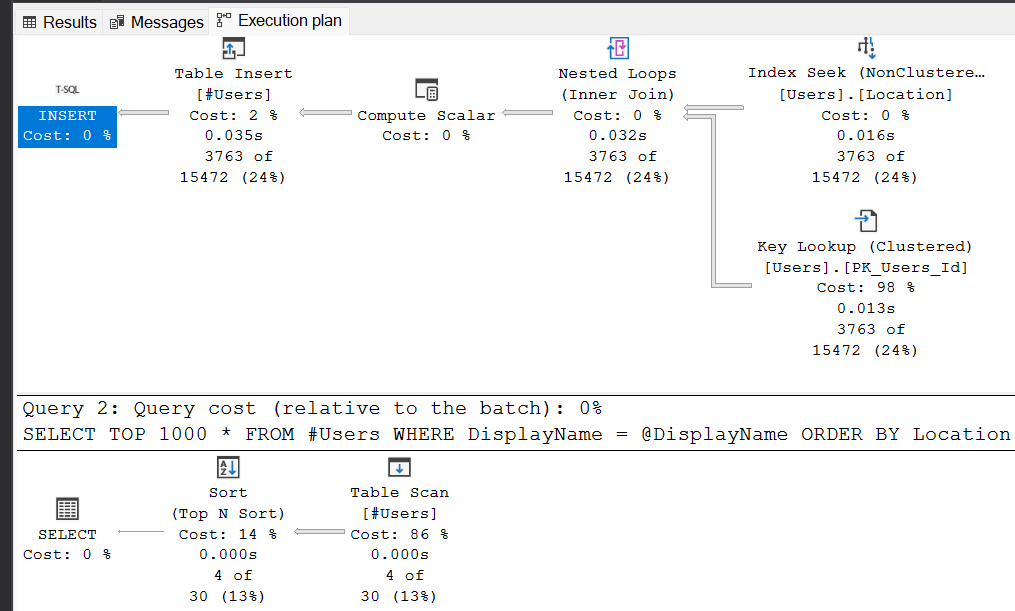 Results Messages Execution plan
T-SQL
INSERT
Cost: 0 %
Table Insert
[#Users]
Cost: 2 %
0.035s
3763 of
15472 (24%)
Compute Scalar
Cost: 0 %
Nested Loops
(Inner Join)
Cost: 0 %
0.032s
3763 of
15472 (24%)
Index Seek (NonClustere…
[Users].[Location]
Cost: 0 %
0.016s
3763 of
15472 (24%)
Key Lookup (Clustered)
[Users].[PK_Users_Id]
Cost: 98 %
0.013s
3763 of
15472 (24%)
Query 2: Query cost (relative to the batch): 0%
SELECT TOP 1000 * FROM #Users WHERE DisplayName = @DisplayName ORDER BY Location
SELECT
Cost: 0 %
Sort
(Top N Sort)
Cost: 14 %
0.000s
4 of
30 (13%)
Table Scan
[#Users]
Cost: 86 %
0.000s
4 of
30 (13%)